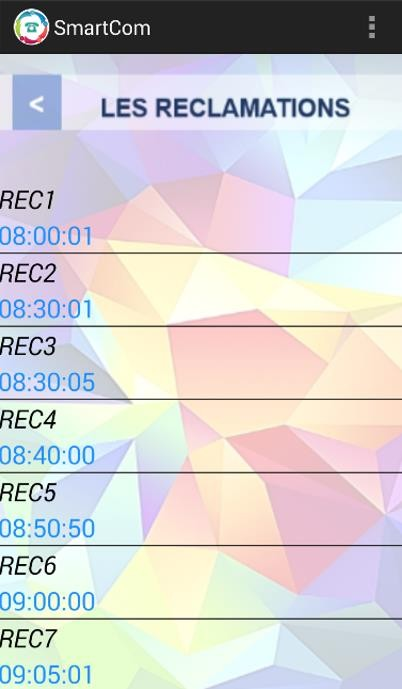 SmartCom
< LES RECLAMATIONS
REC1
08:00:01
REC2
08:30:01
REC3
08:30:05
REC4
08:40:00
REC5
08:50:50
REC6
09:00:00
REC7
09:05:01